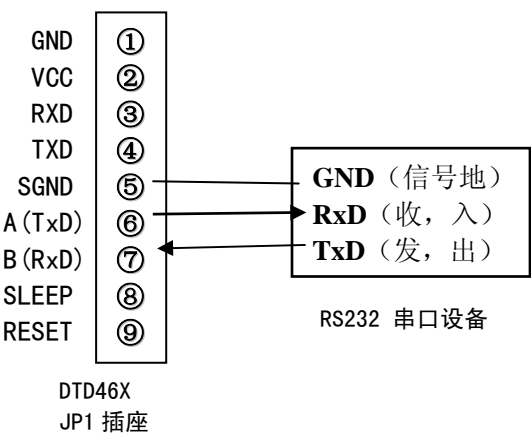 GND ①
VCC ②
RXD ③
TXD ④
SGND ⑤
A(TxD) ⑥
B(RxD) ⑦
SLEEP ⑧
RESET ⑨
GND（信号地）
RxD（收，入）
TxD（发，出）
RS232 串口设备
DTD46X
JP1 插座